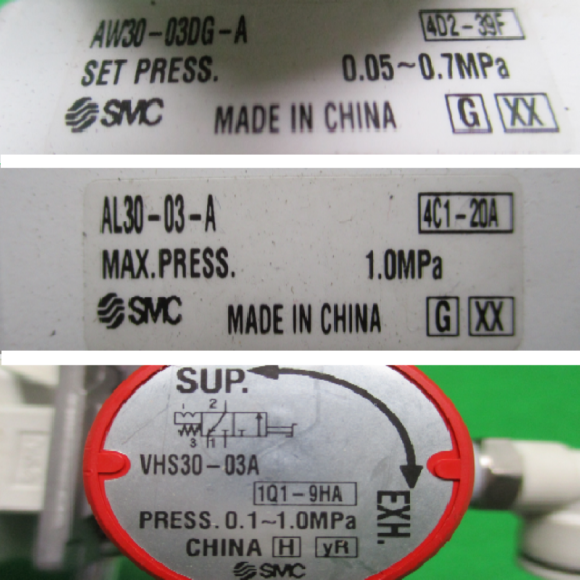 AW30-03DG-A 4D2-39F
SET PRESS. 0.05~0.7MPa
SMC MADE IN CHINA G XX
AL30-03-A 4C1-20A
MAX.PRESS. 1.0MPa
SMC MADE IN CHINA G XX
SUP.
2
3 1
VHS30-03A
1Q1-9HA
PRESS. 0.1~1.0MPa
CHINA H yR
SMC
EXH.